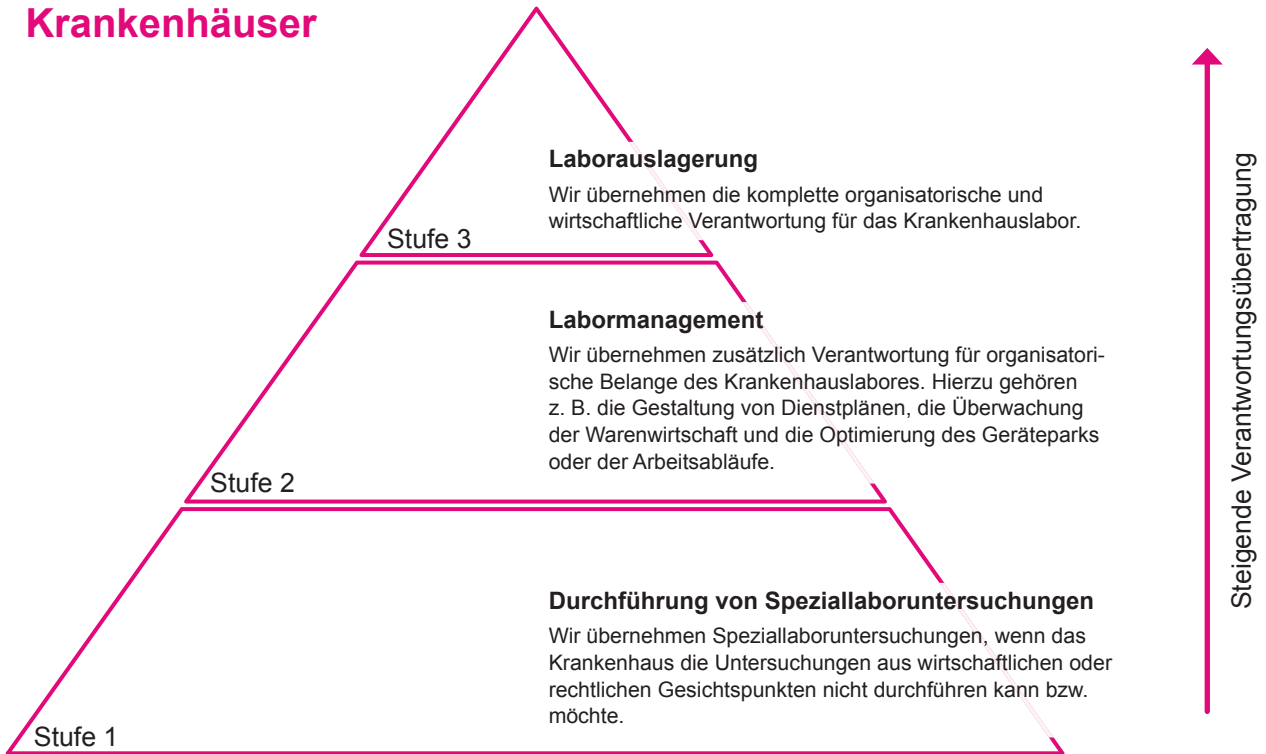 Krankenhäuser
Laborauslagerung
Wir übernehmen die komplette organisatorische und
wirtschaftliche Verantwortung für das Krankenhauslabor.
Stufe 3
Labormanagement
Wir übernehmen zusätzlich Verantwortung für organisatori-
sche Belange des Krankenhauslabores. Hierzu gehören
z. B. die Gestaltung von Dienstplänen, die Überwachung
der Warenwirtschaft und die Optimierung des Geräteparks
oder der Arbeitsabläufe.
Stufe 2
Durchführung von Speziallaboruntersuchungen
Wir übernehmen Speziallaboruntersuchungen, wenn das
Krankenhaus die Untersuchungen aus wirtschaftlichen oder
rechtlichen Gesichtspunkten nicht durchführen kann bzw.
möchte.
Stufe 1
Steigende Verantwortungsübertragung